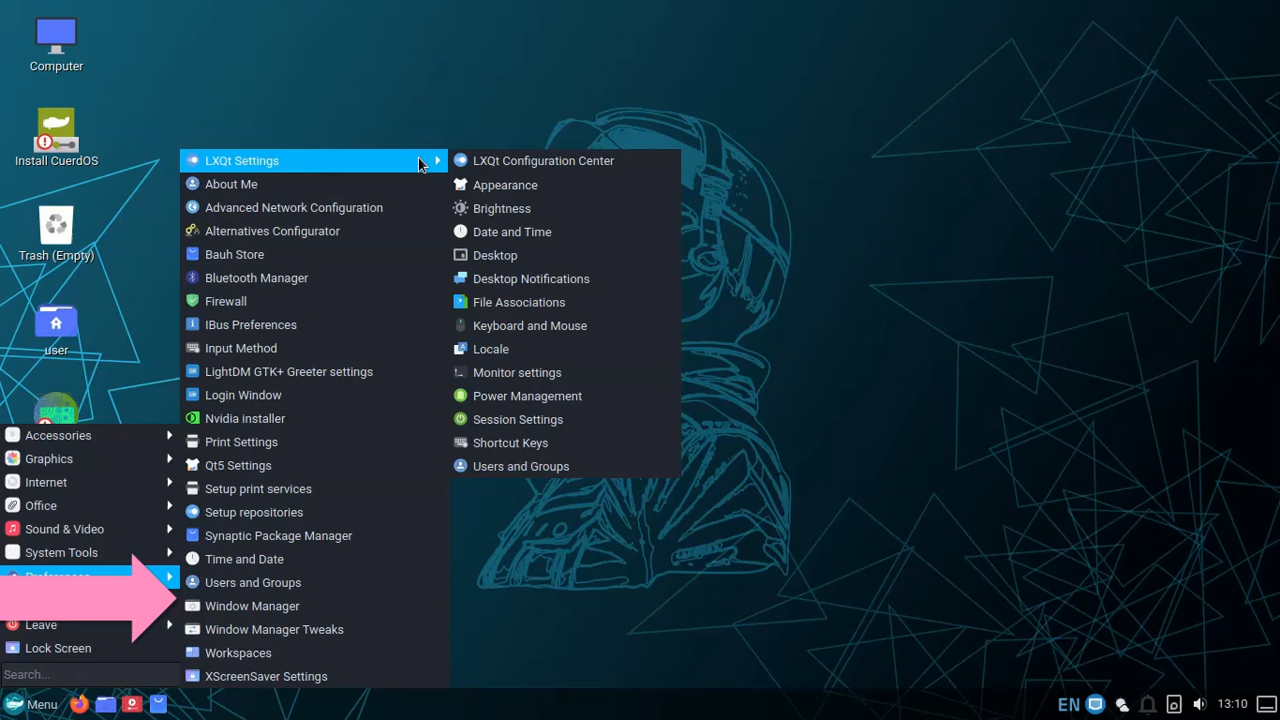 Computer
Install CuerdOS
Trash (Empty)
user
Accessories
Graphics
Internet
Office
Sound & Video
System Tools
Preferences
Leave
Lock Screen
Search...
LXQt Settings
About Me
Advanced Network Configuration
Alternatives Configurator
Bauh Store
Bluetooth Manager
Firewall
IBus Preferences
Input Method
LightDM GTK+ Greeter settings
Login Window
Nvidia installer
Print Settings
Qt5 Settings
Setup print services
Setup repositories
Synaptic Package Manager
Time and Date
Users and Groups
Window Manager
Window Manager Tweaks
Workspaces
XScreenSaver Settings
LXQt Configuration Center
Appearance
Brightness
Date and Time
Desktop
Desktop Notifications
File Associations
Keyboard and Mouse
Locale
Monitor settings
Power Management
Session Settings
Shortcut Keys
Users and Groups
Menu
EN
13:10